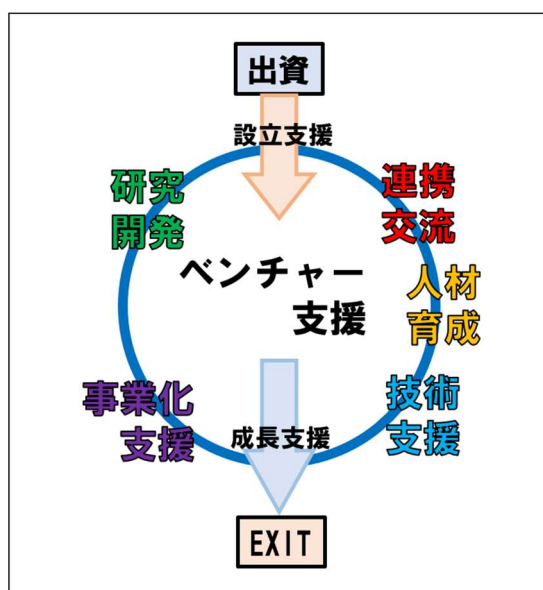 出資
設立支援
研究
開発
連携
交流
ベンチャー
支援
人材
育成
事業化
支援
技術
支援
成長支援
EXIT